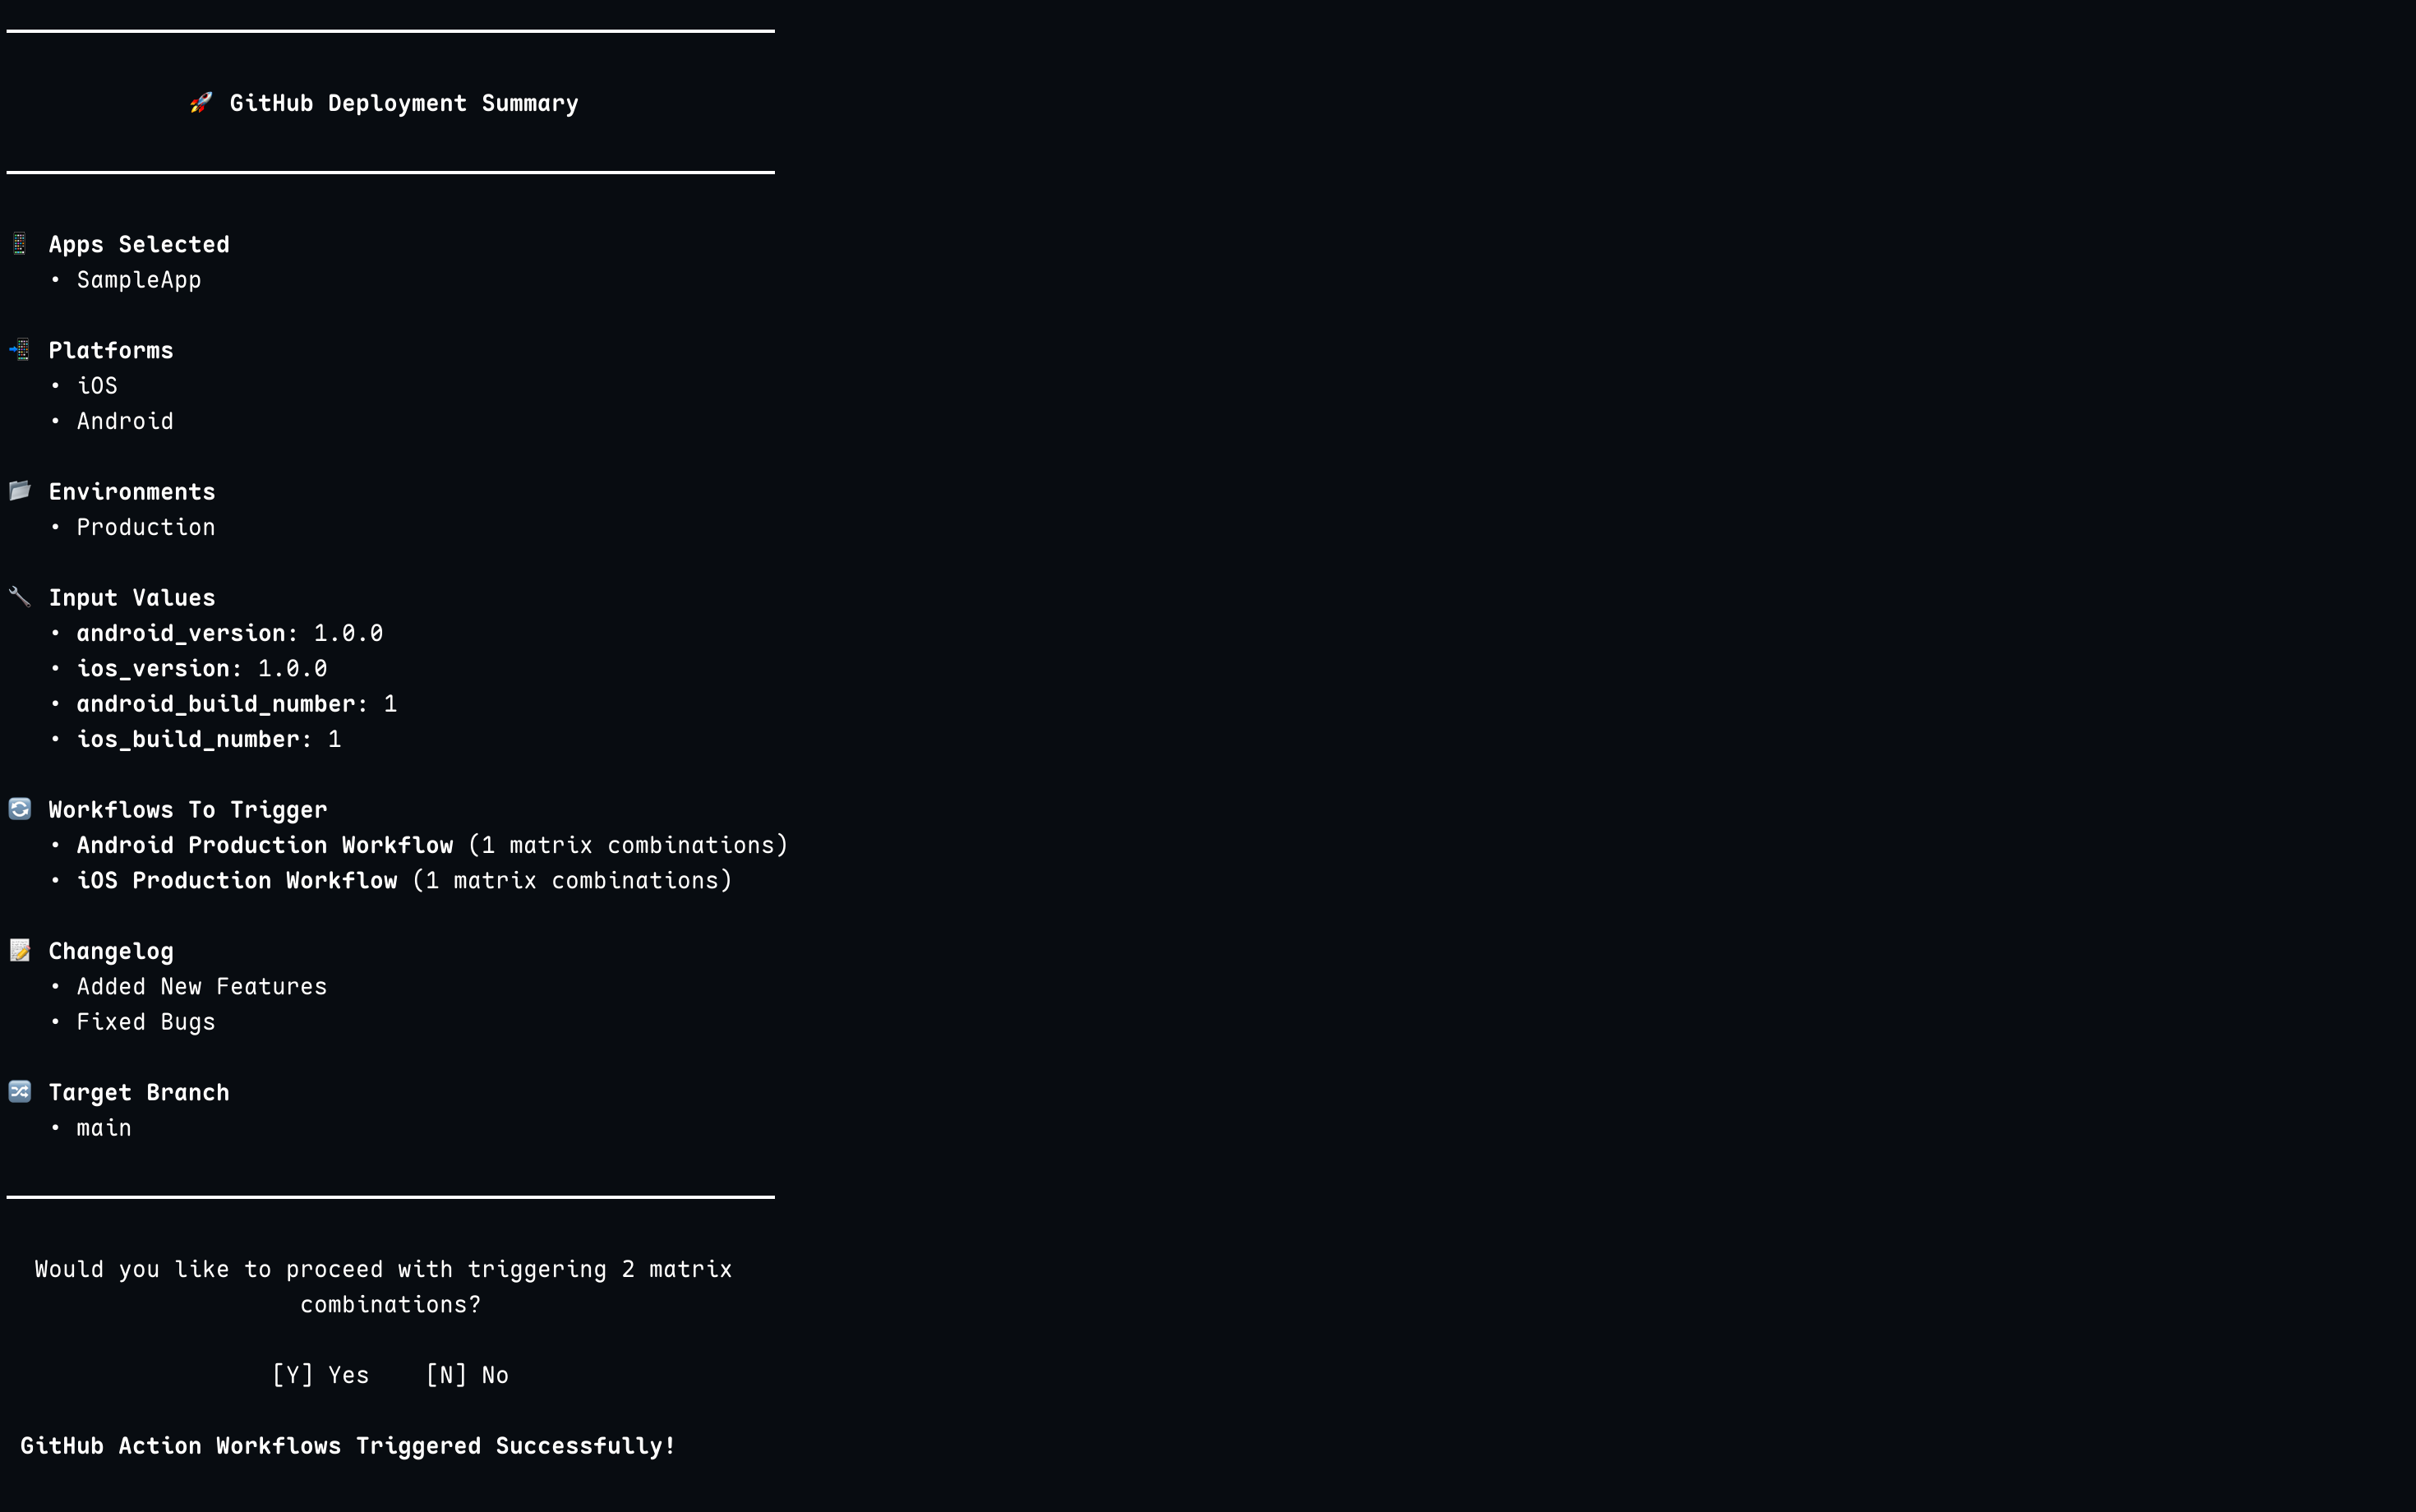 🚀 GitHub Deployment Summary
📱 Apps Selected
• SampleApp
📲 Platforms
• iOS
• Android
📂 Environments
• Production
🔧 Input Values
• android_version: 1.0.0
• ios_version: 1.0.0
• android_build_number: 1
• ios_build_number: 1
🔄 Workflows To Trigger
• Android Production Workflow (1 matrix combinations)
• iOS Production Workflow (1 matrix combinations)
📝 Changelog
• Added New Features
• Fixed Bugs
🔀 Target Branch
• main
Would you like to proceed with triggering 2 matrix
combinations?
[Y] Yes    [N] No
GitHub Action Workflows Triggered Successfully!